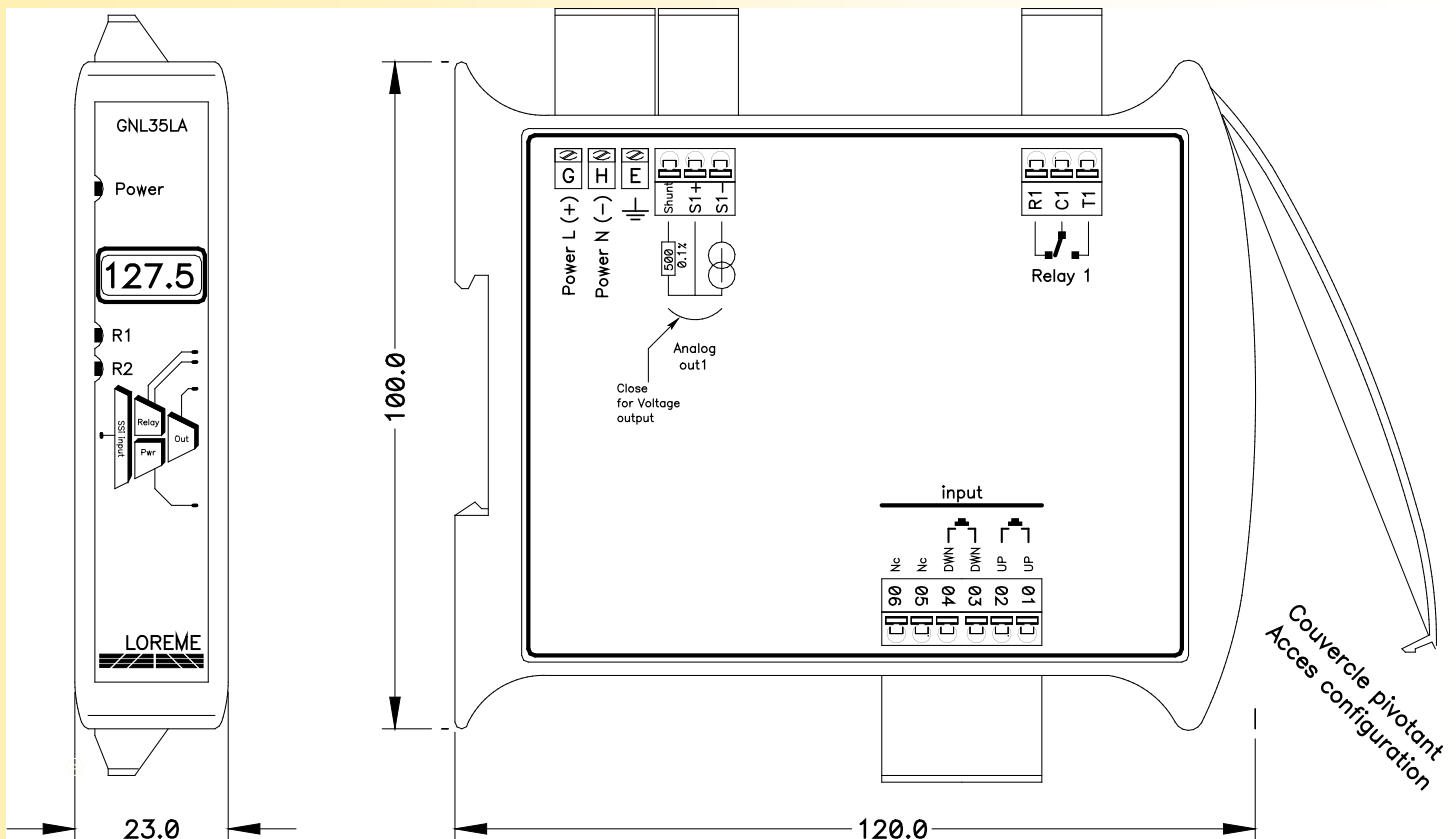 GNL35LA
Power
127.5
R1
R2
SSI Input
Relay
Pwr
Out
LOREME
23.0
100.0
G H E
Power L (+)
Power N (-)
Shunt
S1+
S1-
500
0.1%
Analog
out1
Close
for Voltage
output
R1
C1
T1
Relay 1
input
Nc Nc DWN DWN UP UP
06 05 04 03 02 01
120.0
Couvercle pivotant
Acces configuration